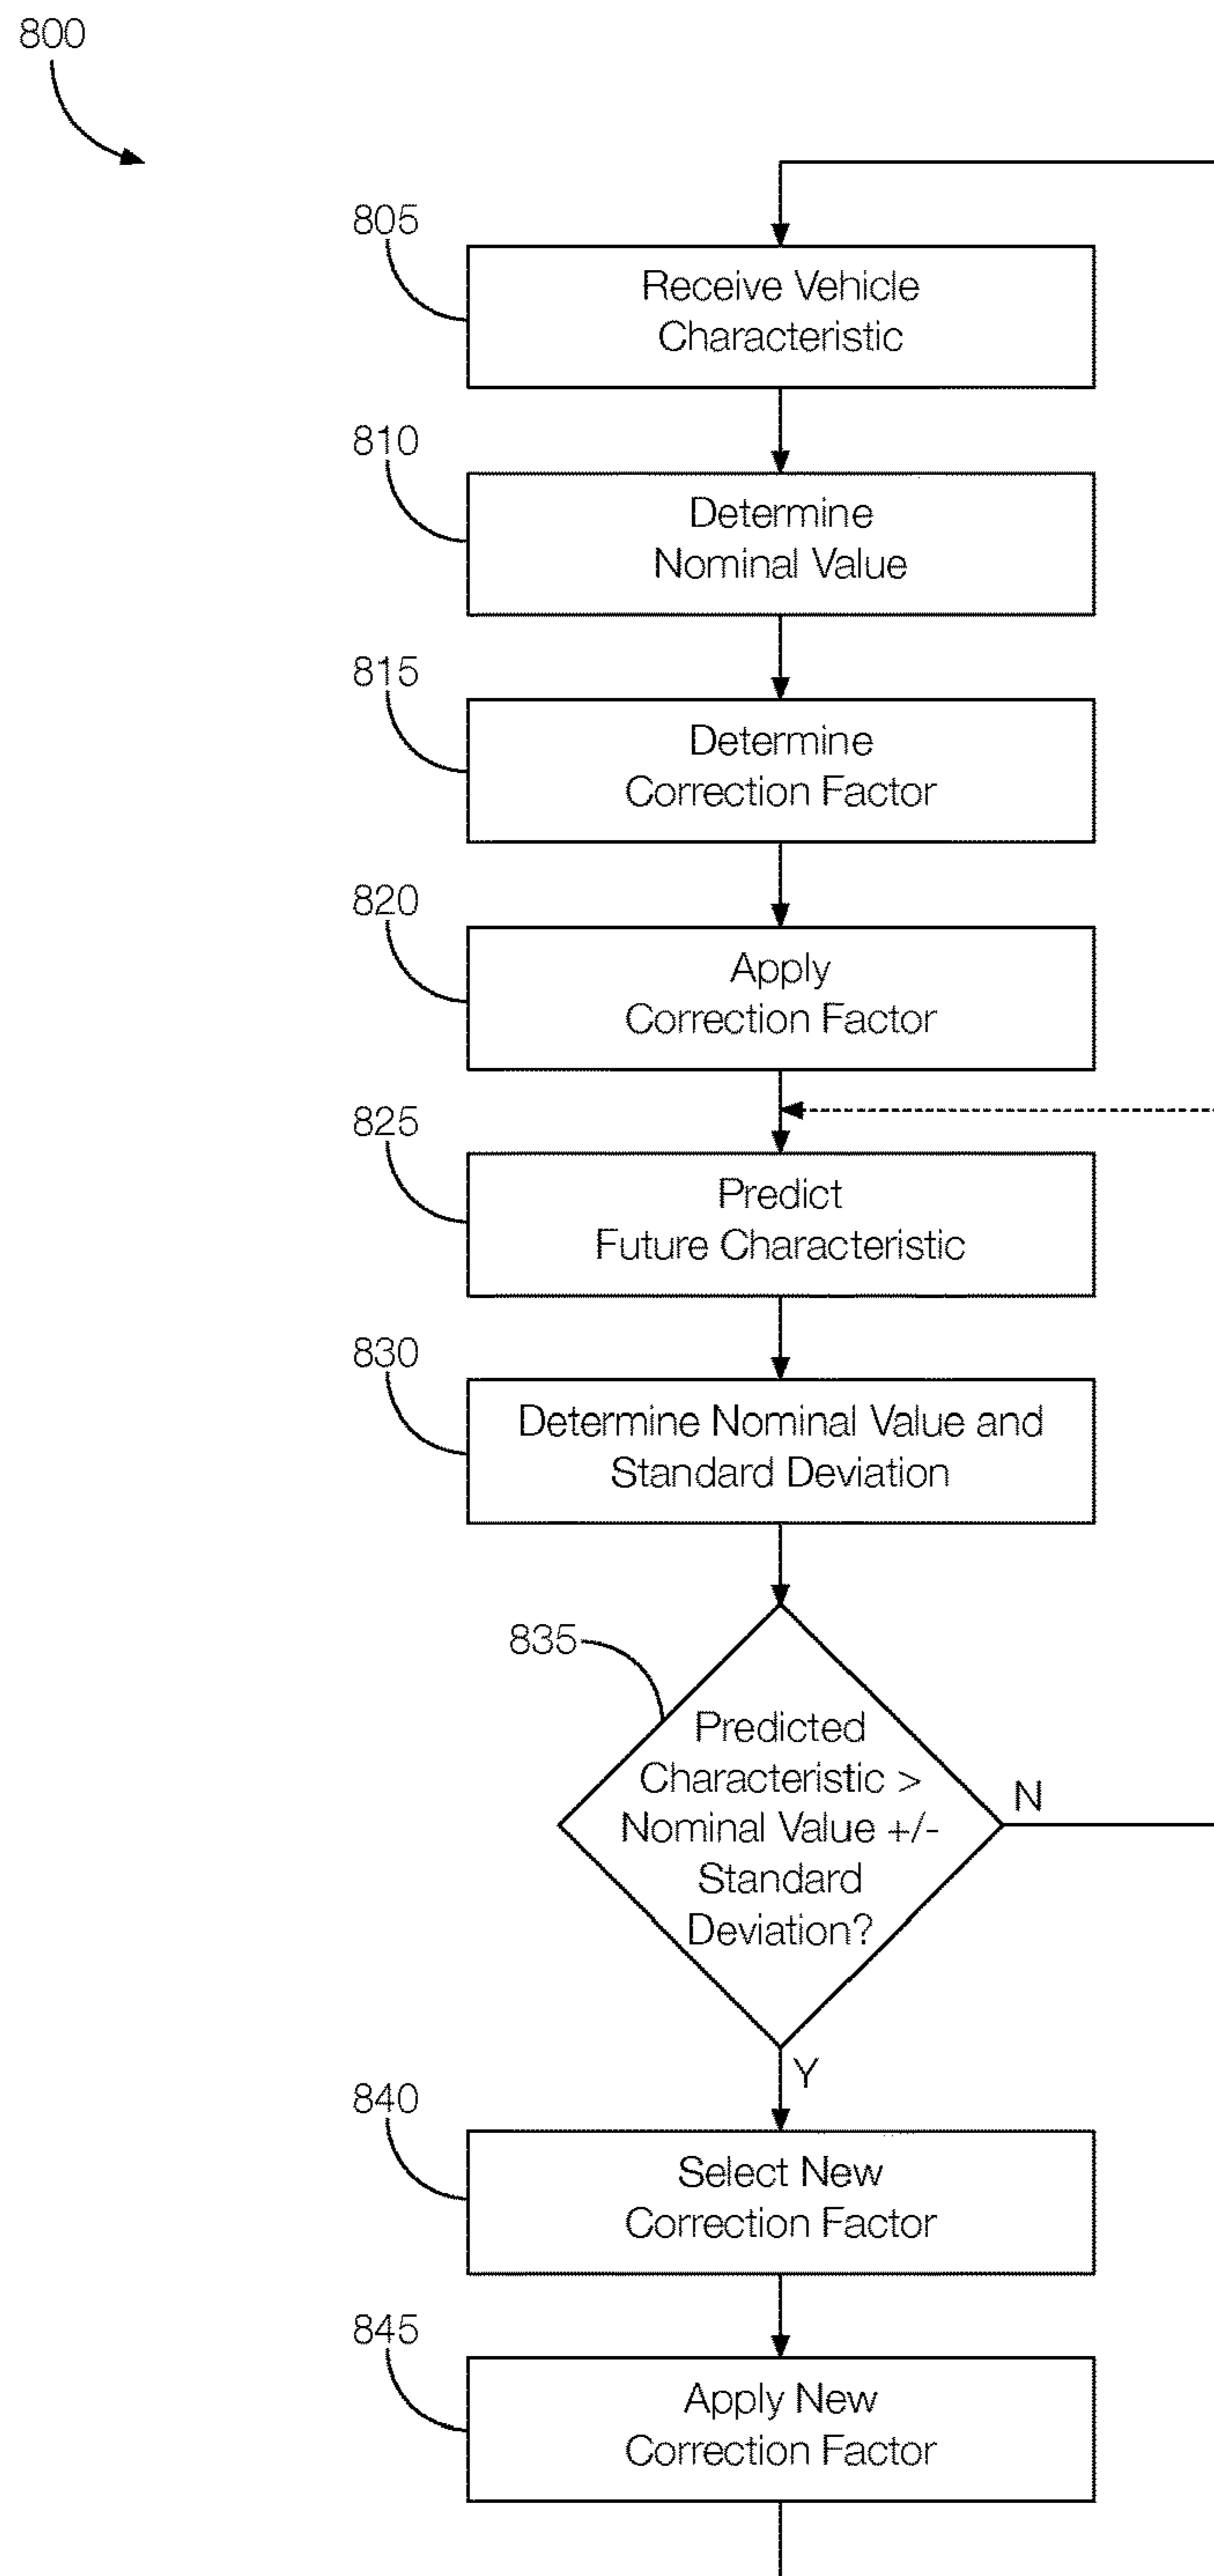 800
805
Receive Vehicle
Characteristic
810
Determine
Nominal Value
815
Determine
Correction Factor
820
Apply
Correction Factor
825
Predict
Future Characteristic
830
Determine Nominal Value and
Standard Deviation
835
Predicted
Characteristic >
Nominal Value +/-
Standard
Deviation?
N
Y
840
Select New
Correction Factor
845
Apply New
Correction Factor